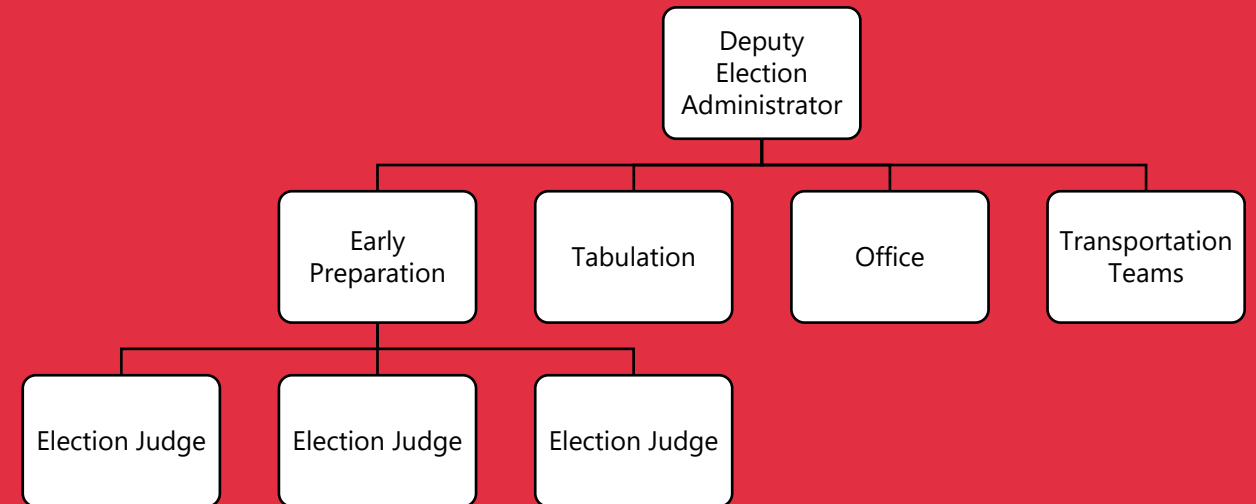 Deputy
Election
Administrator
Early
Preparation
Tabulation
Office
Transportation
Teams
Election Judge
Election Judge
Election Judge